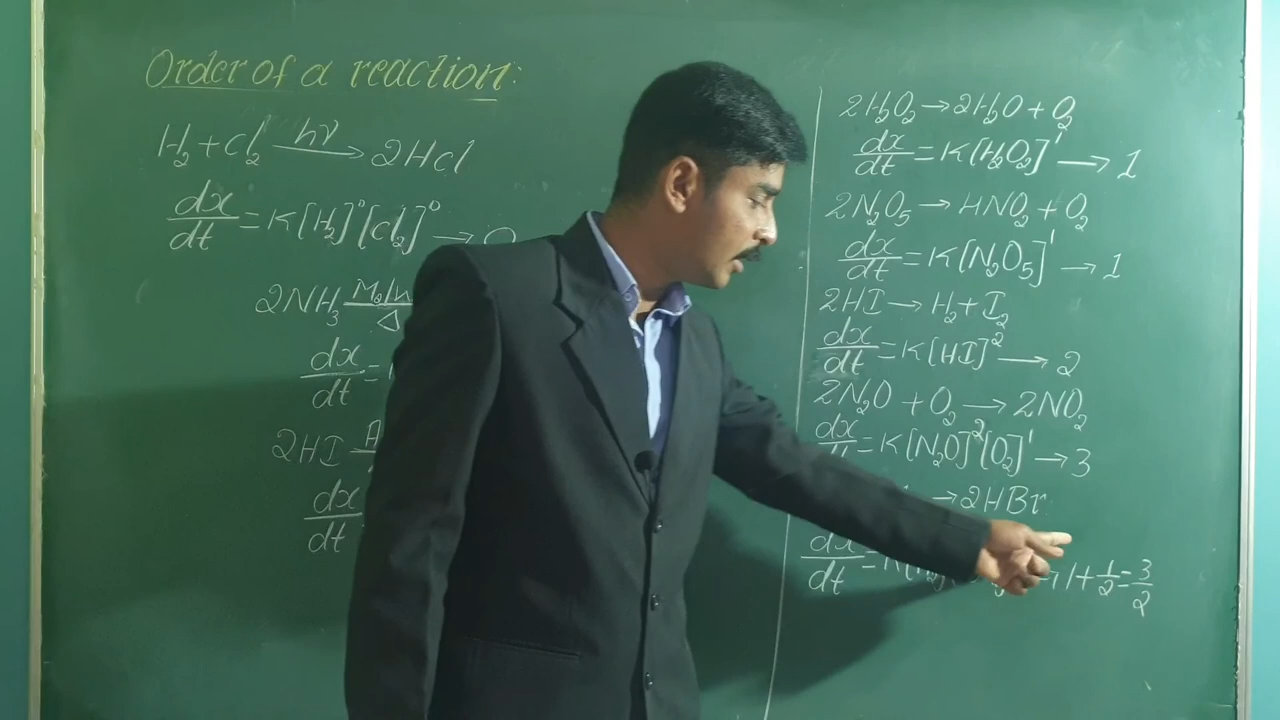 Order of a reaction:
H₂ + Cl₂ —hν→ 2HCl
dx/dt = K[H₂]⁰[Cl₂]⁰ → 0
2NH₃
dx/dt =
2HI
dx/dt
2H₂O₂ → 2H₂O + O₂
dx/dt = K[H₂O₂]¹ → 1
2N₂O₅ → HNO₂ + O₂
dx/dt = K[N₂O₅]¹ → 1
2HI → H₂ + I₂
dx/dt = K[HI]² → 2
2N₂O + O₂ → 2NO₂
dx/dt = K[N₂O]²[O₂]¹ → 3
→ 2HBr
dx/dt = K[H₂ → 1 + 1/2 = 3/2